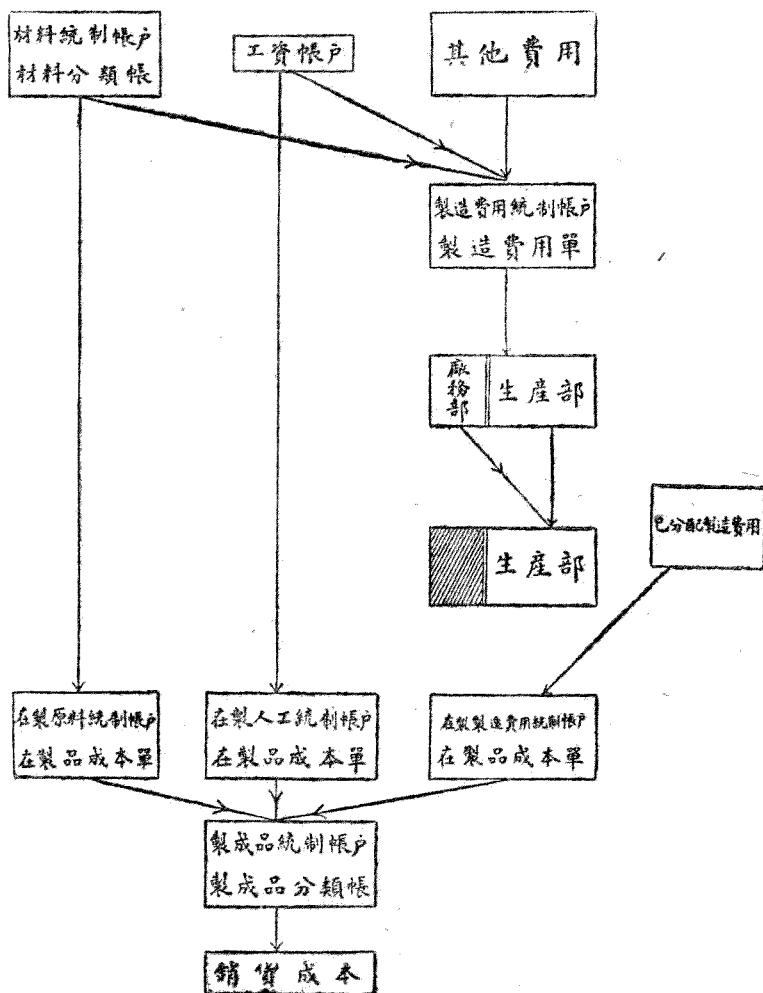 材料統制帳户
材料分類帳
工資帳户
其他費用
製造費用統制帳户
製造費用單
廠務部
生産部
生産部
已分配製造費用
在製原料統制帳户
在製品成本單
在製人工統制帳户
在製品成本單
在製製造費用統制帳户
在製品成本單
製成品統制帳户
製成品分類帳
銷貨成本